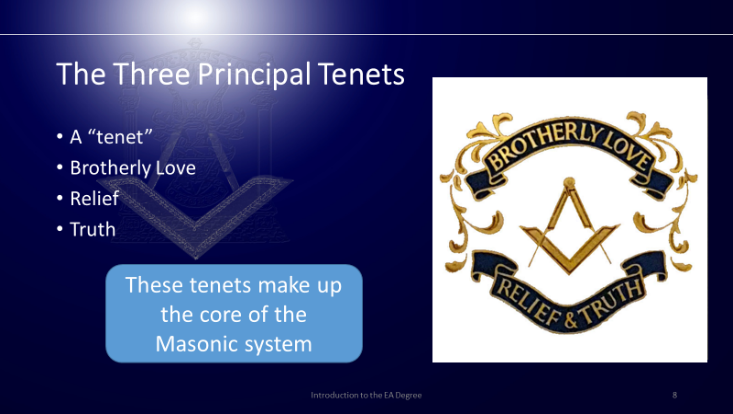 The Three Principal Tenets
• A “tenet”
• Brotherly Love
• Relief
• Truth
These tenets make up
the core of the
Masonic system
BROTHERLY LOVE
RELIEF & TRUTH
Introduction to the EA Degree
8